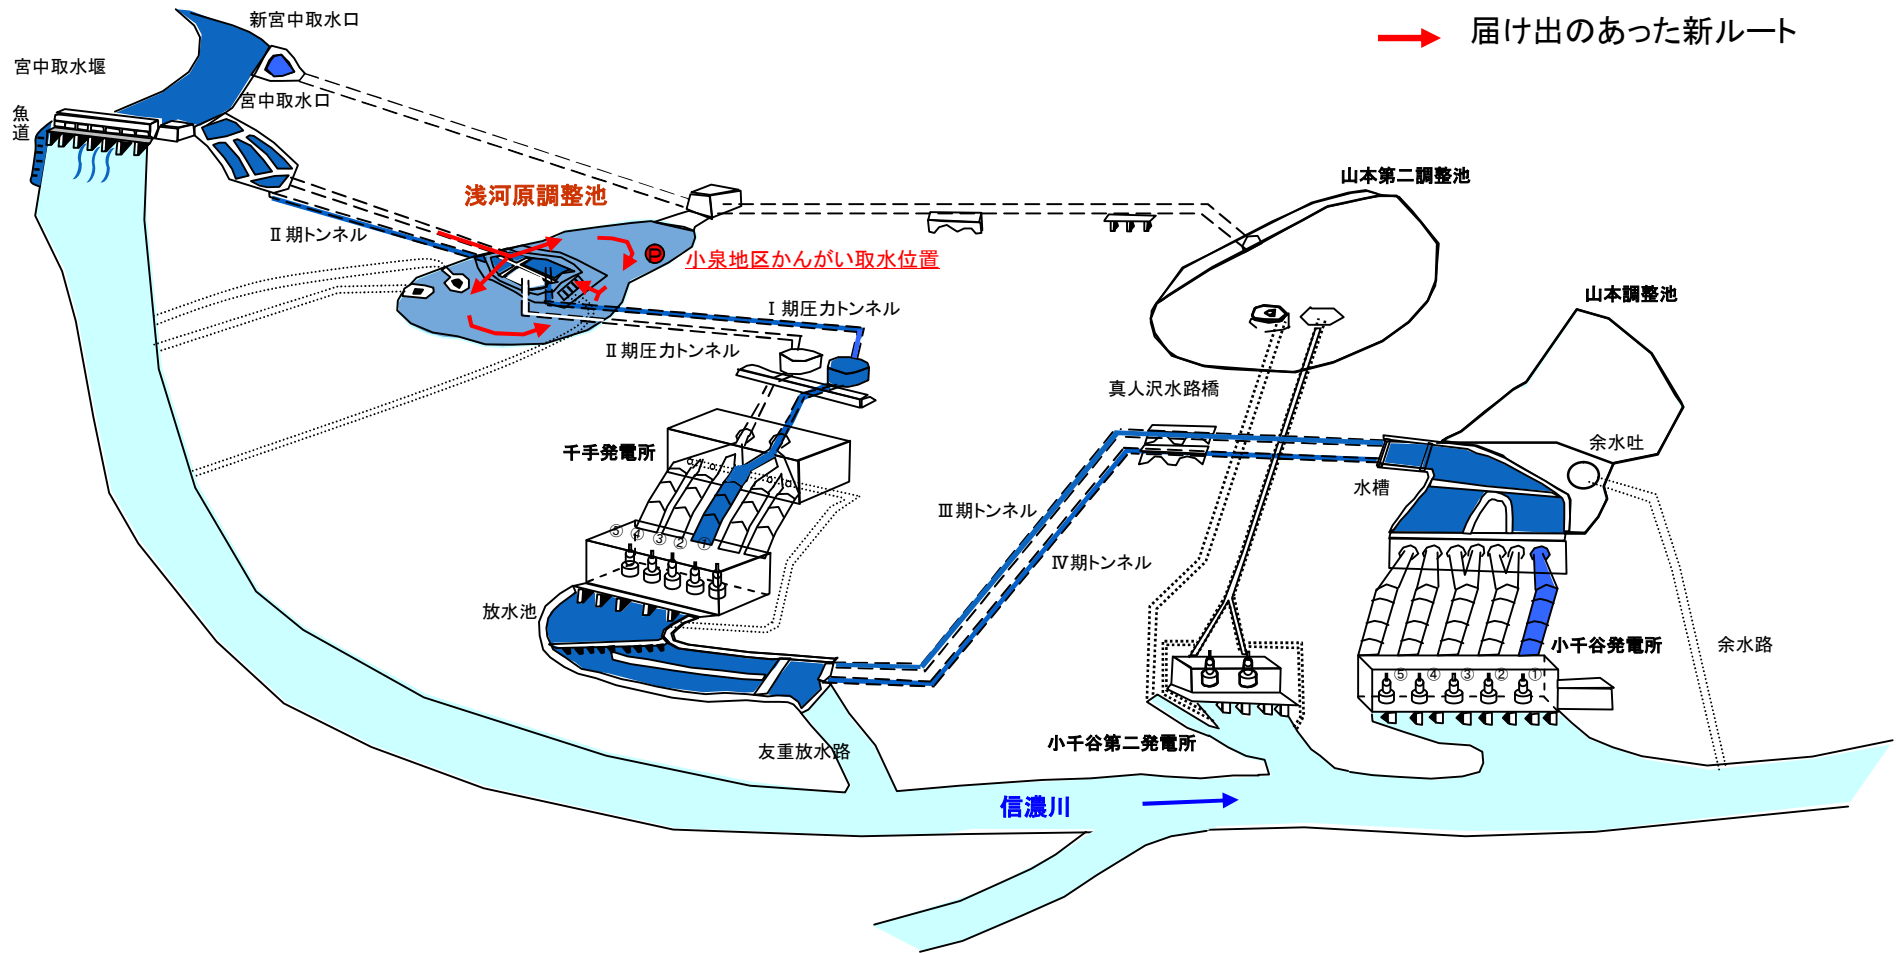 新宮中取水口
届け出のあった新ルート
宮中取水堰
宮中取水口
魚道
山本第二調整池
浅河原調整池
Ⅱ期トンネル
小泉地区かんがい取水位置
P
山本調整池
Ⅰ期圧力トンネル
Ⅱ期圧力トンネル
真人沢水路橋
千手発電所
余水吐
水槽
Ⅲ期トンネル
⑤ ④ ③ ② ①
Ⅳ期トンネル
放水池
小千谷発電所
余水路
⑤ ④ ③ ② ①
小千谷第二発電所
友重放水路
信濃川